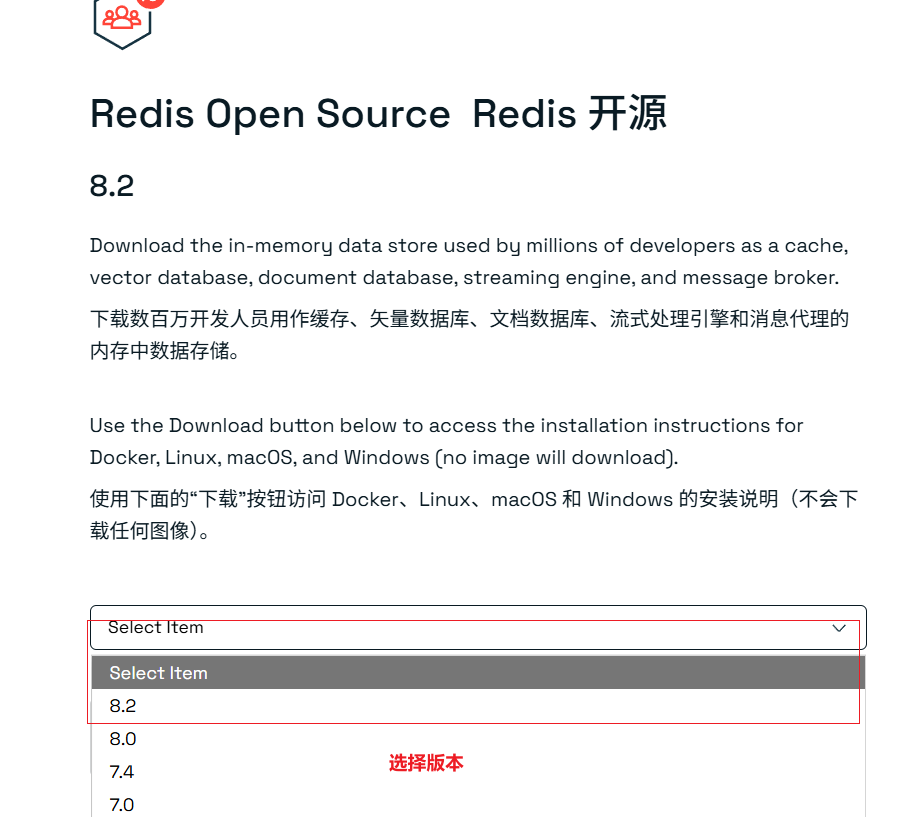 Redis Open Source Redis 开源
8.2
Download the in-memory data store used by millions of developers as a cache,
vector database, document database, streaming engine, and message broker.
下载数百万开发人员用作缓存、矢量数据库、文档数据库、流式处理引擎和消息代理的
内存中数据存储。
Use the Download button below to access the installation instructions for
Docker, Linux, macOS, and Windows (no image will download).
使用下面的“下载”按钮访问 Docker、Linux、macOS 和 Windows 的安装说明（不会下
载任何图像）。
Select Item
Select Item
8.2
8.0
选择版本
7.4
7.0